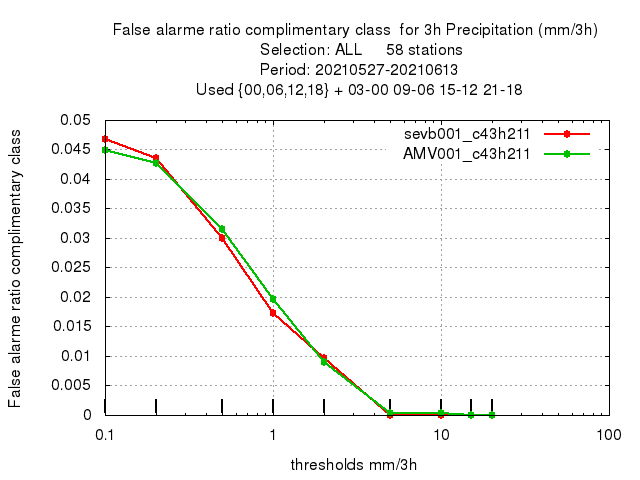 False alarme ratio complimentary class  for 3h Precipitation (mm/3h)
Selection: ALL     58 stations
Period: 20210527-20210613
Used {00,06,12,18} + 03-00 09-06 15-12 21-18
sevb001_c43h211
AMV001_c43h211
False alarme ratio complimentary class
0.05
0.045
0.04
0.035
0.03
0.025
0.02
0.015
0.01
0.005
0
0.1 1 10 100
thresholds mm/3h